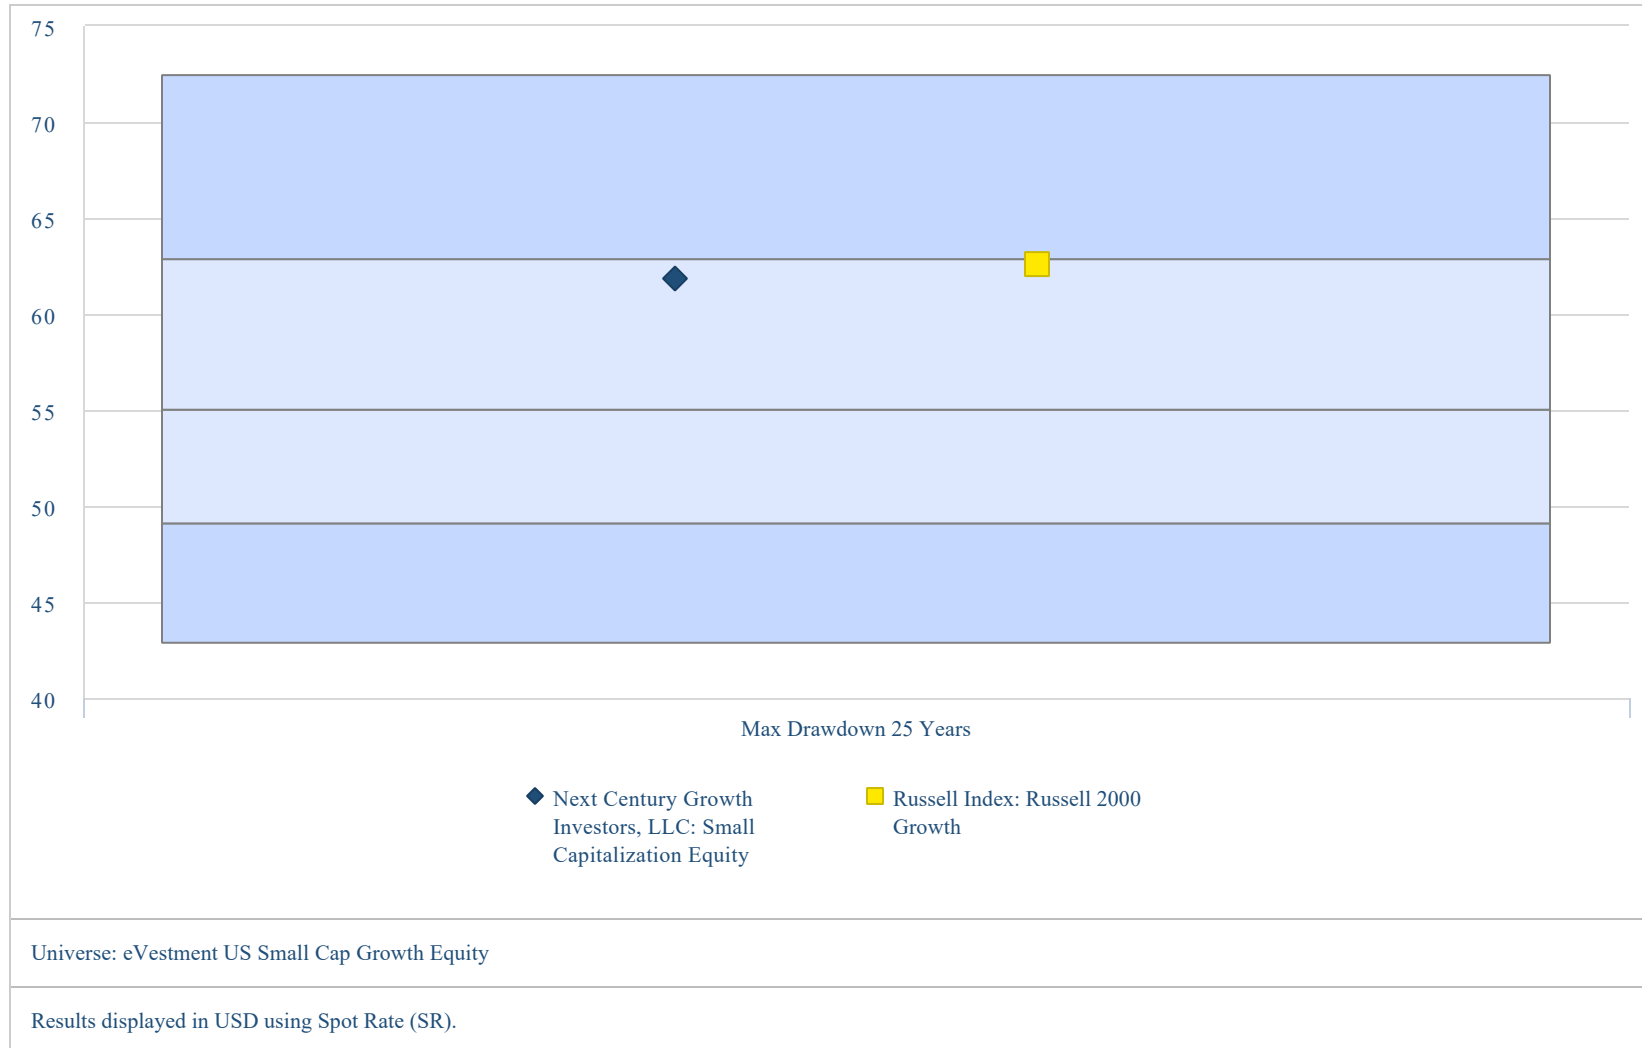 75
70
65
60
55
50
45
40
Max Drawdown 25 Years
Next Century Growth
Investors, LLC: Small
Capitalization Equity
Russell Index: Russell 2000
Growth
Universe: eVestment US Small Cap Growth Equity
Results displayed in USD using Spot Rate (SR).